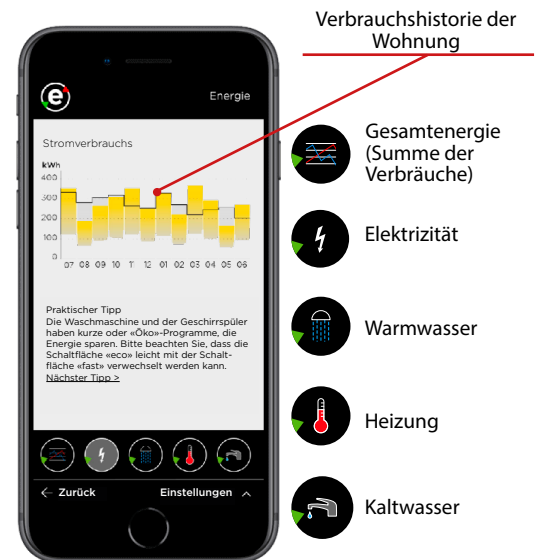 Verbrauchshistorie der
Wohnung
e
Energie
Stromverbrauchs
kWh
400
300
200
100
0
07 08 09 10 11 12 01 02 03 04 05 06
Praktischer Tipp
Die Waschmaschine und der Geschirrspüler
haben kurze oder «Öko»-Programme, die
Energie sparen. Bitte beachten Sie, dass die
Schaltfläche «eco» leicht mit der Schalt-
fläche «fast» verwechselt werden kann.
Nächster Tipp >
← Zurück
Einstellungen
Gesamtenergie
(Summe der
Verbräuche)
Elektrizität
Warmwasser
Heizung
Kaltwasser